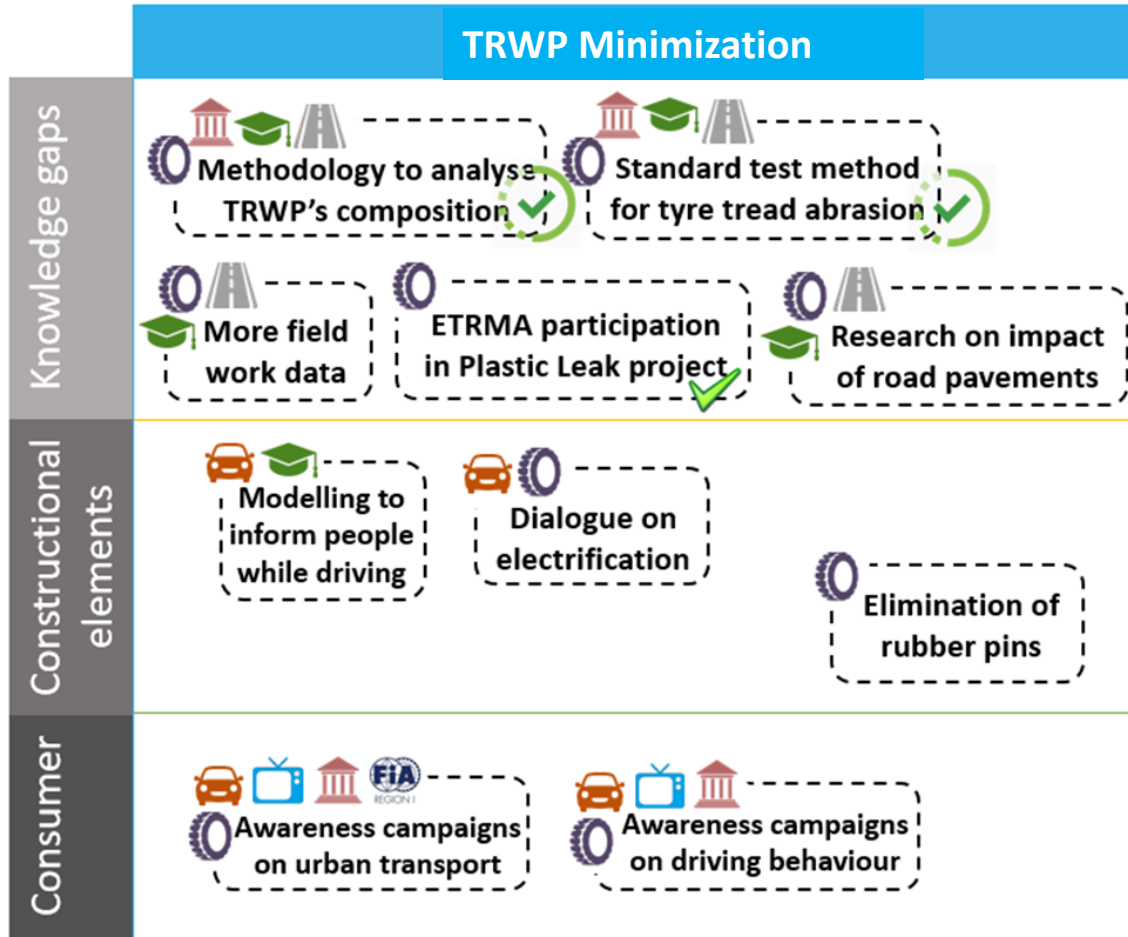 TRWP Minimization
Knowledge gaps
Methodology to analyse
TRWP's composition
Standard test method
for tyre tread abrasion
More field
work data
ETRMA participation
in Plastic Leak project
Research on impact
of road pavements
Constructional
elements
Modelling to
inform people
while driving
Dialogue on
electrification
Elimination of
rubber pins
Consumer
FiA
REGION I
Awareness campaigns
on urban transport
Awareness campaigns
on driving behaviour